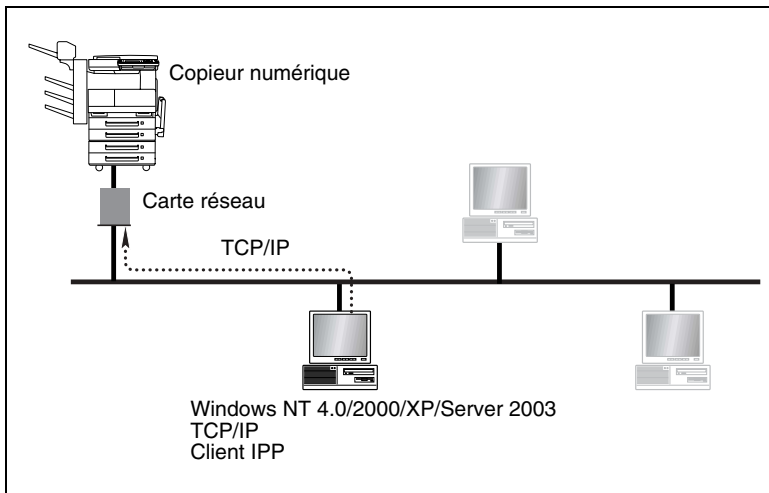 Copieur numérique
Carte réseau
TCP/IP
Windows NT 4.0/2000/XP/Server 2003
TCP/IP
Client IPP